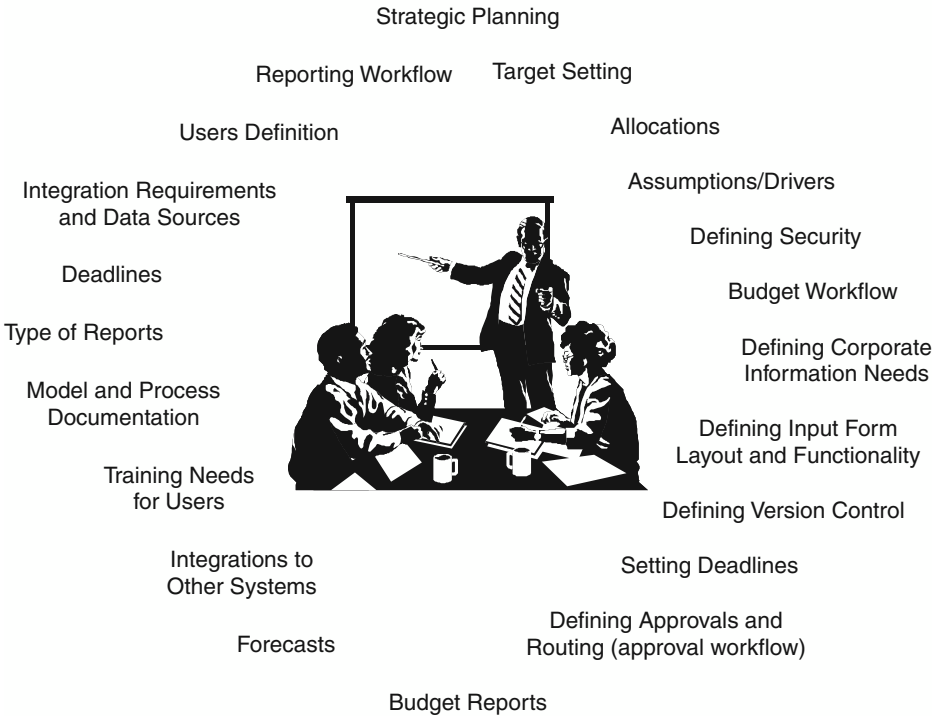 Strategic Planning
Reporting Workflow
Target Setting
Users Definition
Allocations
Integration Requirements
and Data Sources
Assumptions/Drivers
Defining Security
Deadlines
Budget Workflow
Type of Reports
Defining Corporate
Information Needs
Model and Process
Documentation
Defining Input Form
Layout and Functionality
Training Needs
for Users
Defining Version Control
Integrations to
Other Systems
Setting Deadlines
Defining Approvals and
Routing (approval workflow)
Forecasts
Budget Reports